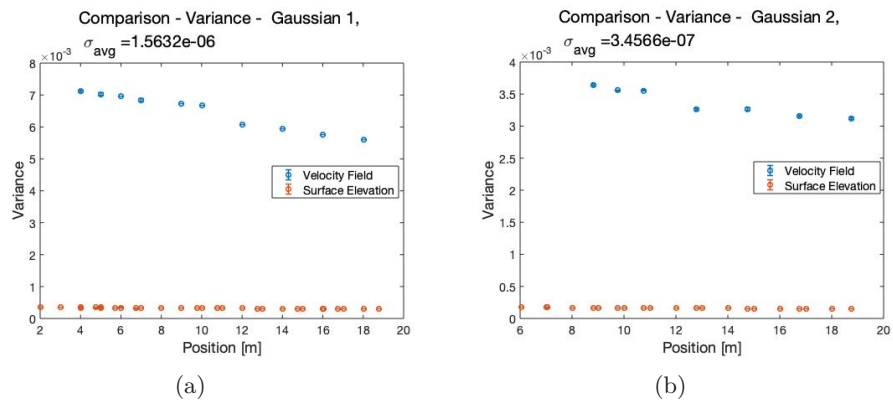 Comparison - Variance - Gaussian 1,
σavg =1.5632e-06
×10⁻³
8
7
6
5
4
3
2
1
0
Variance
Velocity Field
Surface Elevation
2 4 6 8 10 12 14 16 18 20
Position [m]
(a)
Comparison - Variance - Gaussian 2,
σavg =3.4566e-07
×10⁻³
4
3.5
3
2.5
2
1.5
1
0.5
0
Variance
Velocity Field
Surface Elevation
6 8 10 12 14 16 18 20
Position [m]
(b)